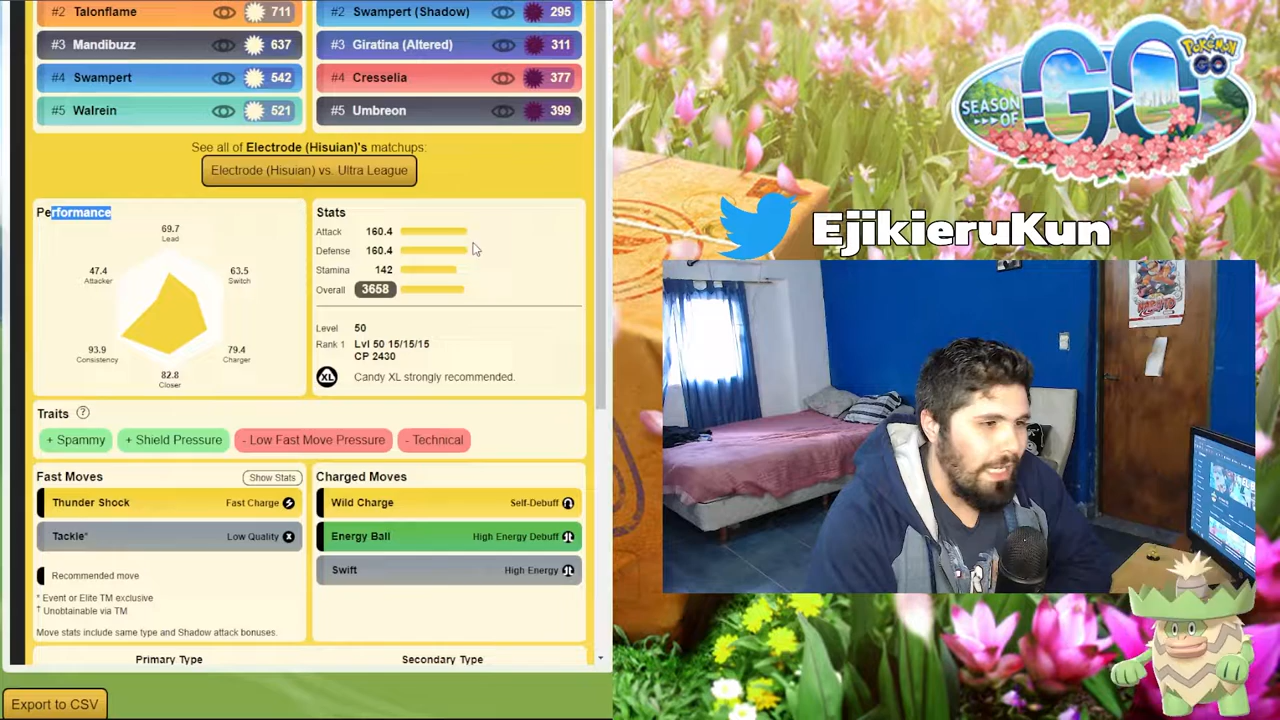 #2 Talonflame 711
#3 Mandibuzz 637
#4 Swampert 542
#5 Walrein 521
#2 Swampert (Shadow) 295
#3 Giratina (Altered) 311
#4 Cresselia 377
#5 Umbreon 399
See all of Electrode (Hisuian)'s matchups:
Electrode (Hisuian) vs. Ultra League
Performance
69.7
Lead
47.4
Attacker
63.5
Switch
93.9
Consistency
79.4
Charger
82.8
Closer
Stats
Attack 160.4
Defense 160.4
Stamina 142
Overall 3658
Level 50
Rank 1 Lvl 50 15/15/15
CP 2430
XL Candy XL strongly recommended.
Traits ?
+ Spammy + Shield Pressure - Low Fast Move Pressure - Technical
Fast Moves Show Stats
Thunder Shock Fast Charge
Tackle* Low Quality
Recommended move
* Event or Elite TM exclusive
† Unobtainable via TM
Move stats include same type and Shadow attack bonuses.
Charged Moves
Wild Charge Self-Debuff
Energy Ball High Energy Debuff
Swift High Energy
Primary Type Secondary Type
Export to CSV
SEASON OF
GO
POKÉMON
GO
EjikieruKun
NARUTO